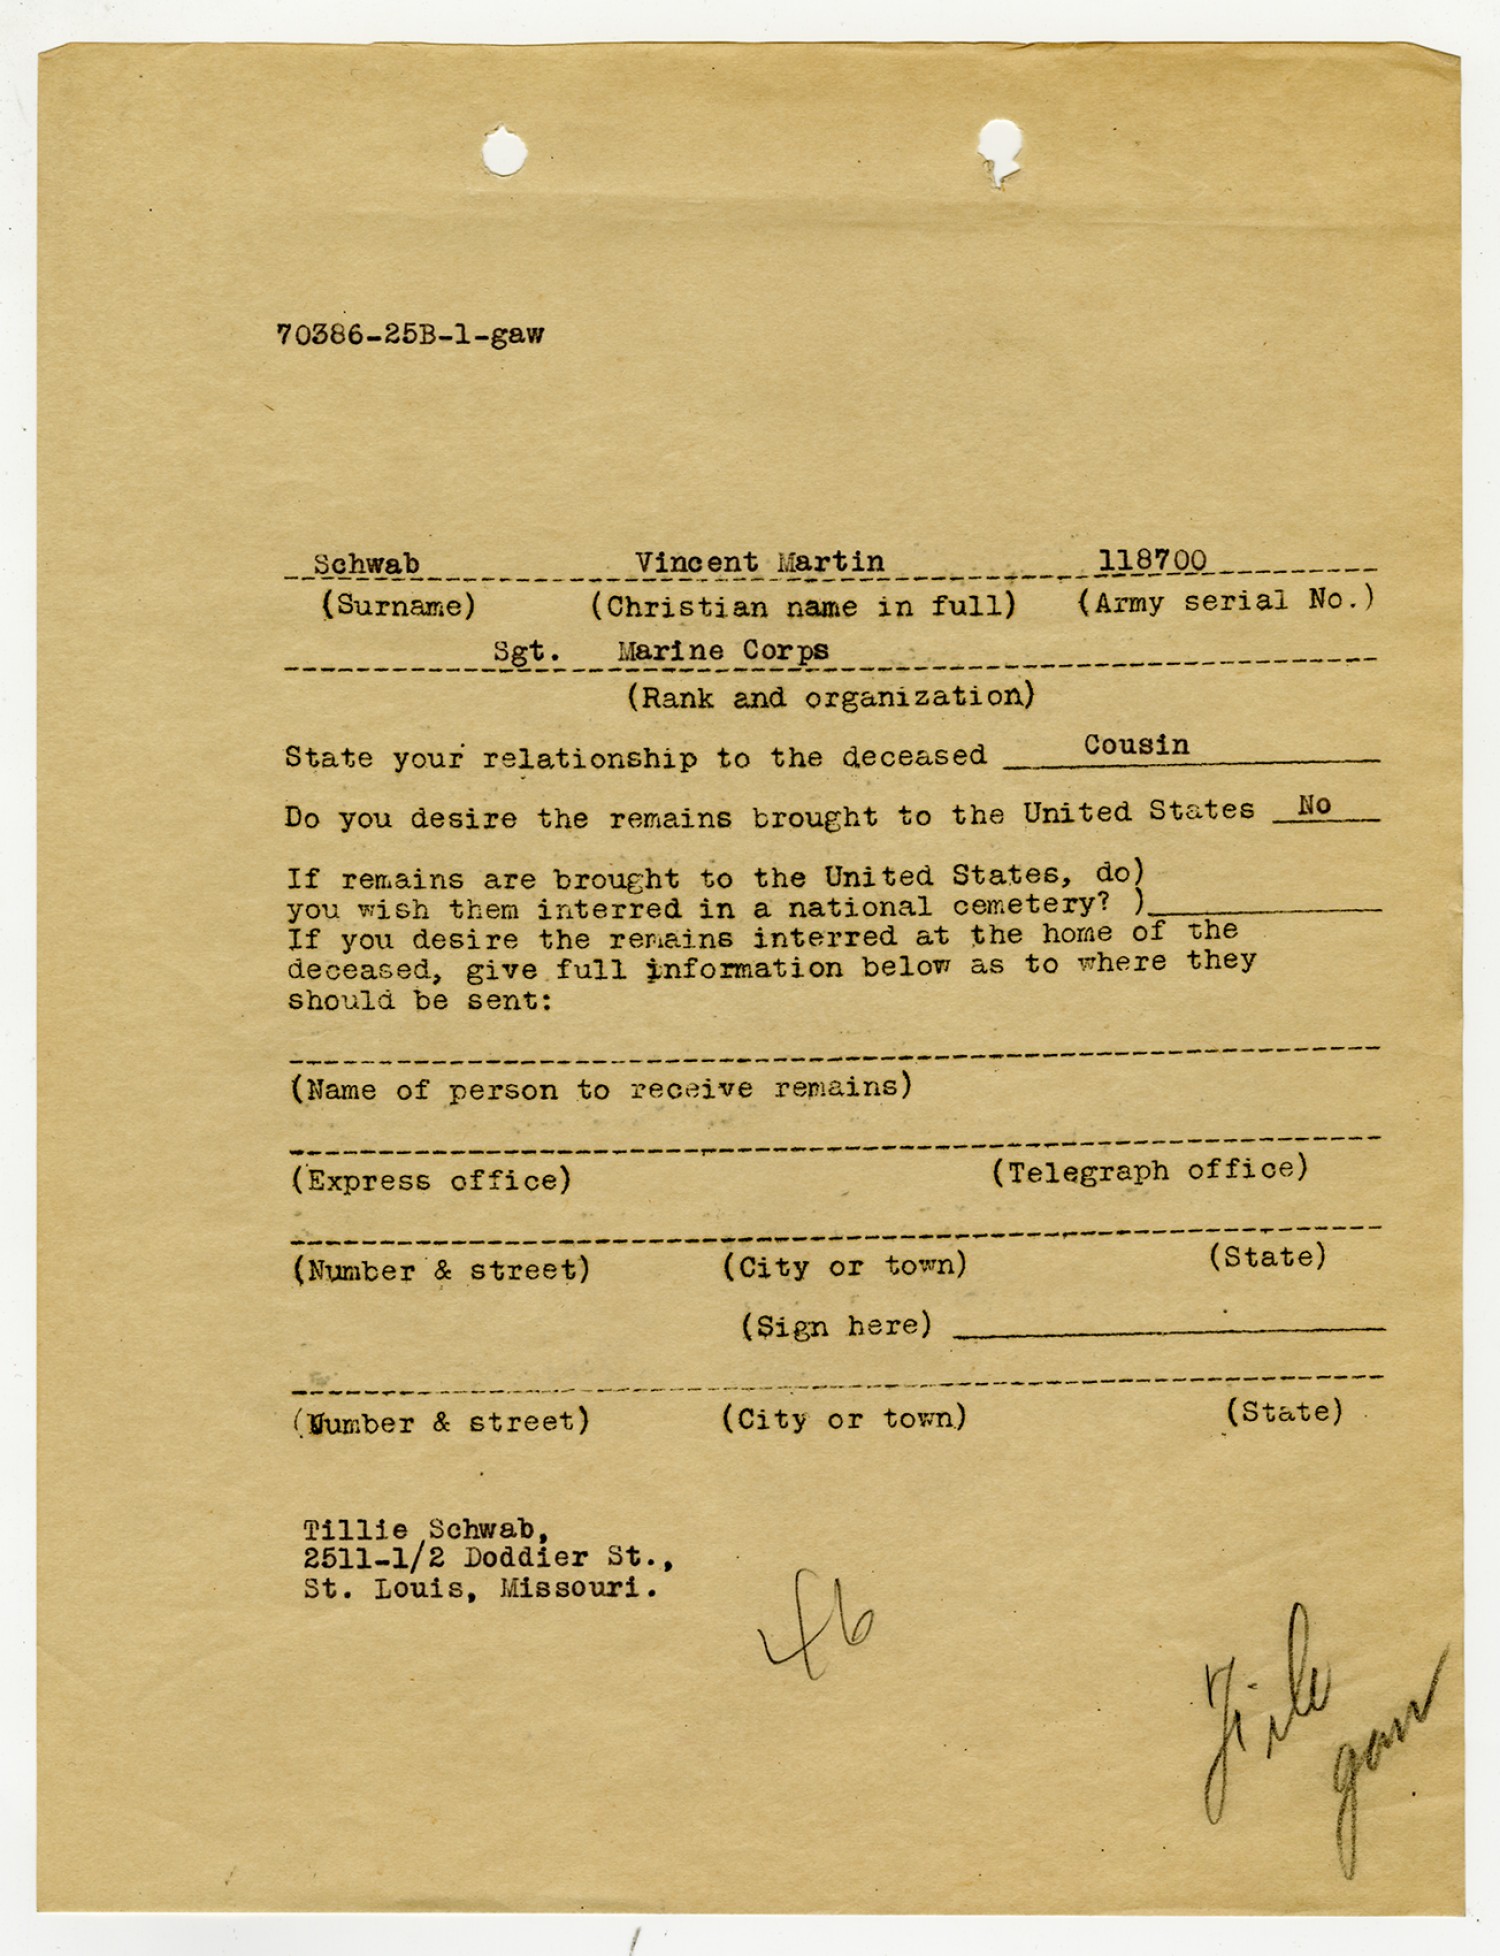 70386-25B-1-gaw
Schwab Vincent Martin 118700
(Surname) (Christian name in full) (Army serial No.)
Sgt. Marine Corps
(Rank and organization)
State your relationship to the deceased Cousin
Do you desire the remains brought to the United States No
If remains are brought to the United States, do)
you wish them interred in a national cemetery? )
If you desire the remains interred at the home of the
deceased, give full information below as to where they
should be sent:
(Name of person to receive remains)
(Express office) (Telegraph office)
(Number & street) (City or town) (State)
(Sign here)
(Number & street) (City or town) (State)
Tillie Schwab,
2511-1/2 Doddier St.,
St. Louis, Missouri.
46
File
gaw